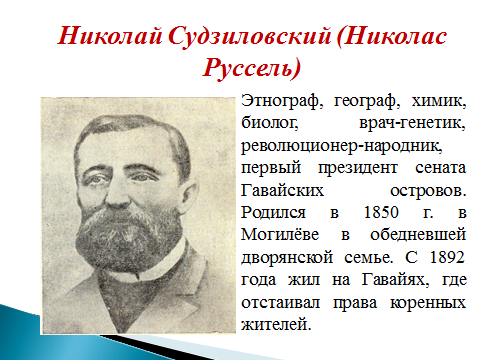 Николай Судзиловский (Николас
Руссель)
Этнограф, географ, химик,
биолог, врач-генетик,
революционер-народник,
первый президент сената
Гавайских островов.
Родился в 1850 г. в
Могилёве в обедневшей
дворянской семье. С 1892
года жил на Гавайях, где
отстаивал права коренных
жителей.